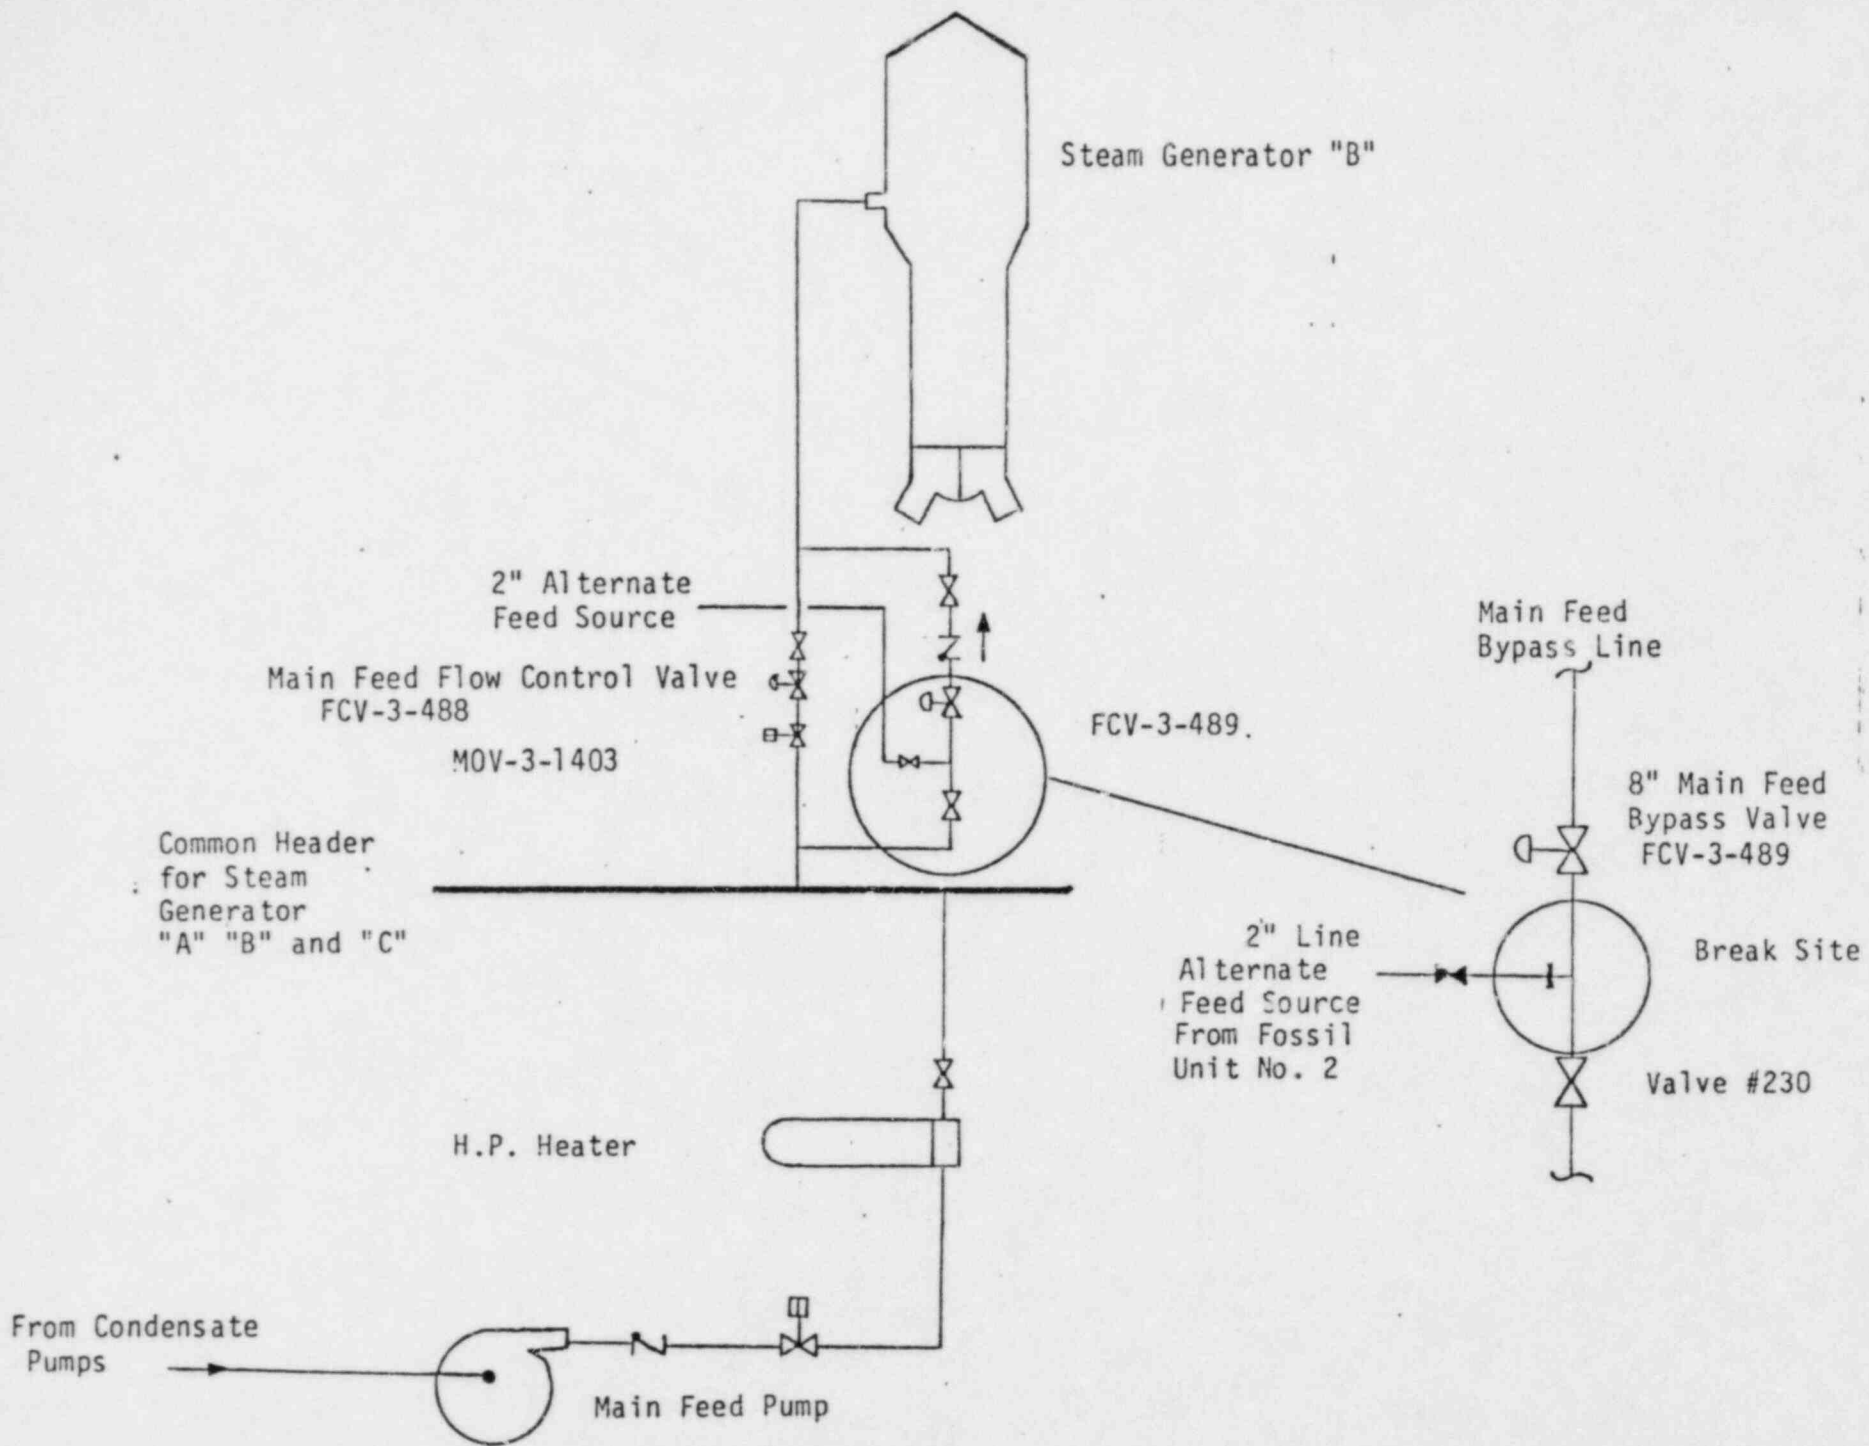 Steam Generator "B"
2" Alternate
Feed Source
Main Feed Flow Control Valve
FCV-3-488
MOV-3-1403
FCV-3-489.
Common Header
for Steam
Generator
"A" "B" and "C"
H.P. Heater
From Condensate
Pumps
Main Feed Pump
Main Feed
Bypass Line
8" Main Feed
Bypass Valve
FCV-3-489
2" Line
Alternate
Feed Source
From Fossil
Unit No. 2
Break Site
Valve #230